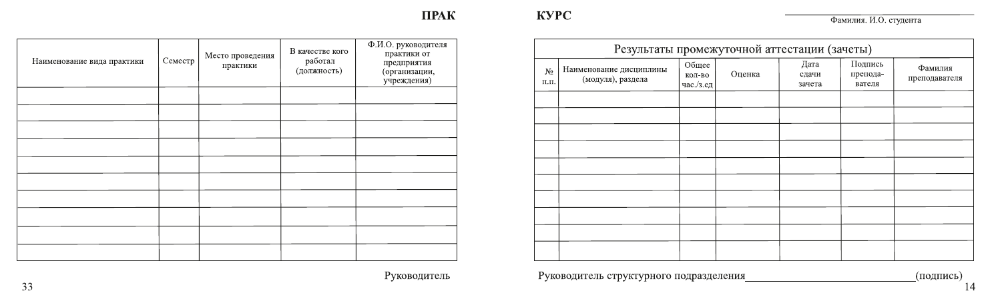 ПРАК
Наименование вида практики
Семестр
Место проведения
практики
В качестве кого
работал
(должность)
Ф.И.О. руководителя
практики от
предприятия
(организации,
учреждения)
Руководитель
33
КУРС
Фамилия. И.О. студента
Результаты промежуточной аттестации (зачеты)
№
п.п.
Наименование дисциплины
(модуля), раздела
Общее
кол-во
час./з.ед
Оценка
Дата
сдачи
зачета
Подпись
препода-
вателя
Фамилия
преподавателя
Руководитель структурного подразделения (подпись)
14